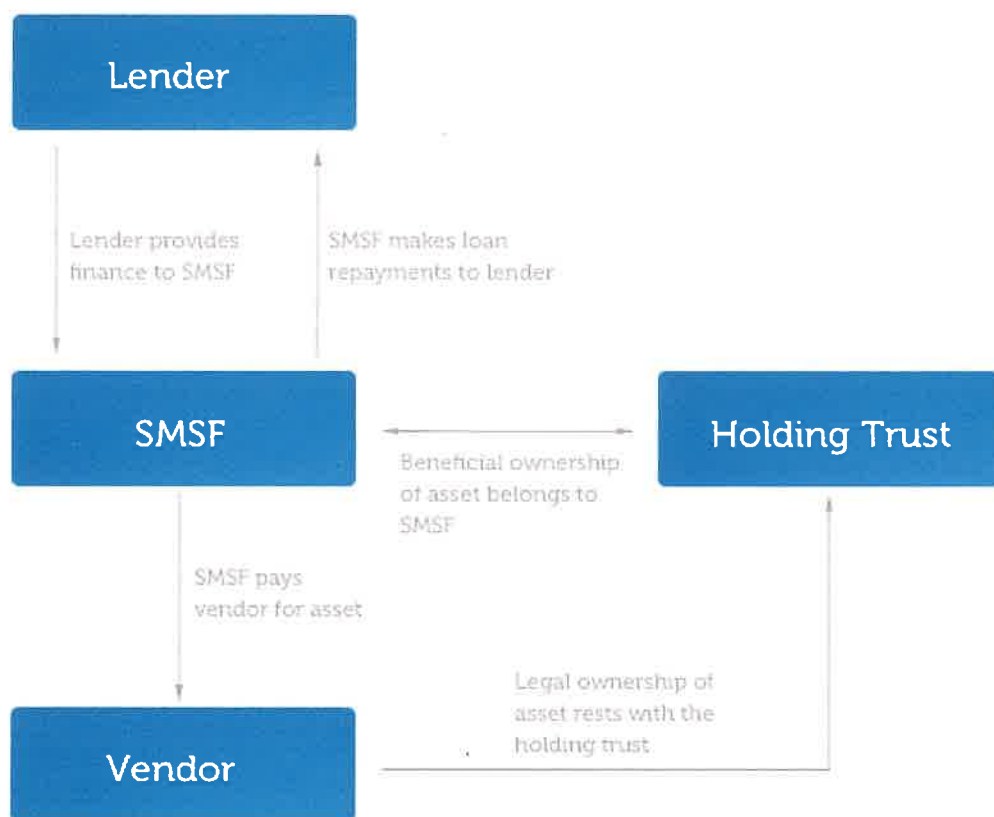 Lender
Lender provides
finance to SMSF
SMSF makes loan
repayments to lender
SMSF
Holding Trust
Beneficial ownership
of asset belongs to
SMSF
SMSF pays
vendor for asset
Legal ownership of
asset rests with the
holding trust
Vendor